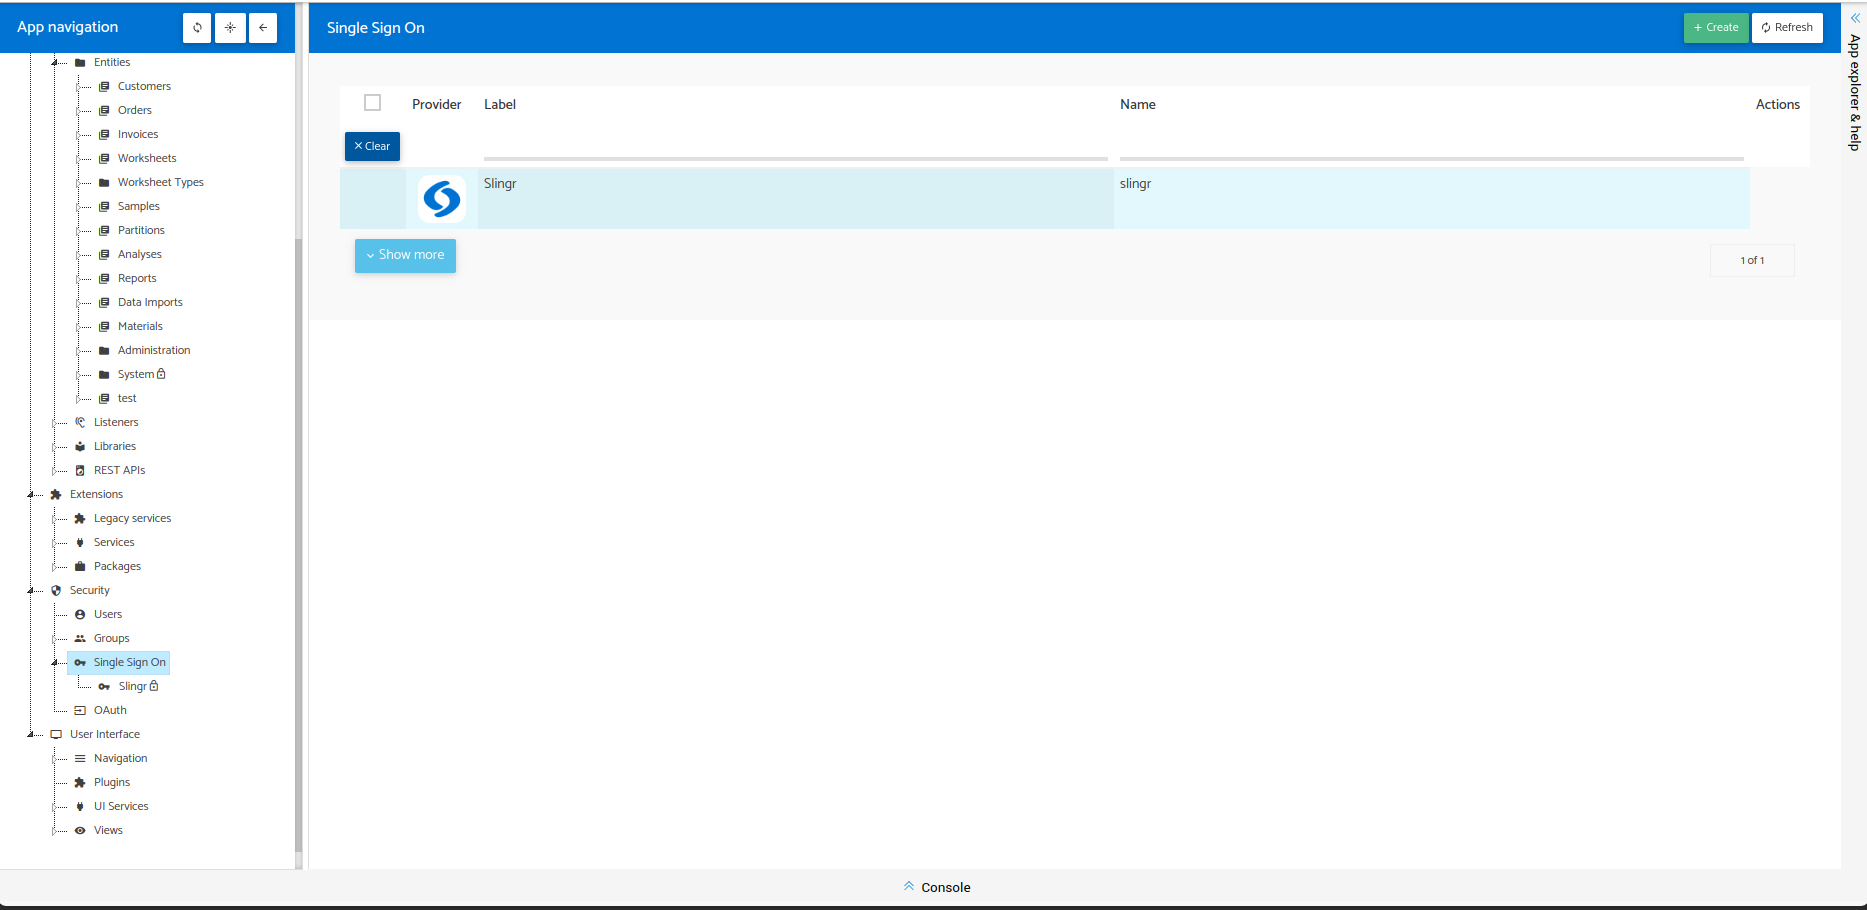 App navigation
Entities
Customers
Orders
Invoices
Worksheets
Worksheet Types
Samples
Partitions
Analyses
Reports
Data Imports
Materials
Administration
System
test
Listeners
Libraries
REST APIs
Extensions
Legacy services
Services
Packages
Security
Users
Groups
Single Sign On
Slingr
OAuth
User Interface
Navigation
Plugins
UI Services
Views
Single Sign On
+ Create
Refresh
Provider Label Name Actions
× Clear
Slingr slingr
Show more
1 of 1
App explorer & help
Console